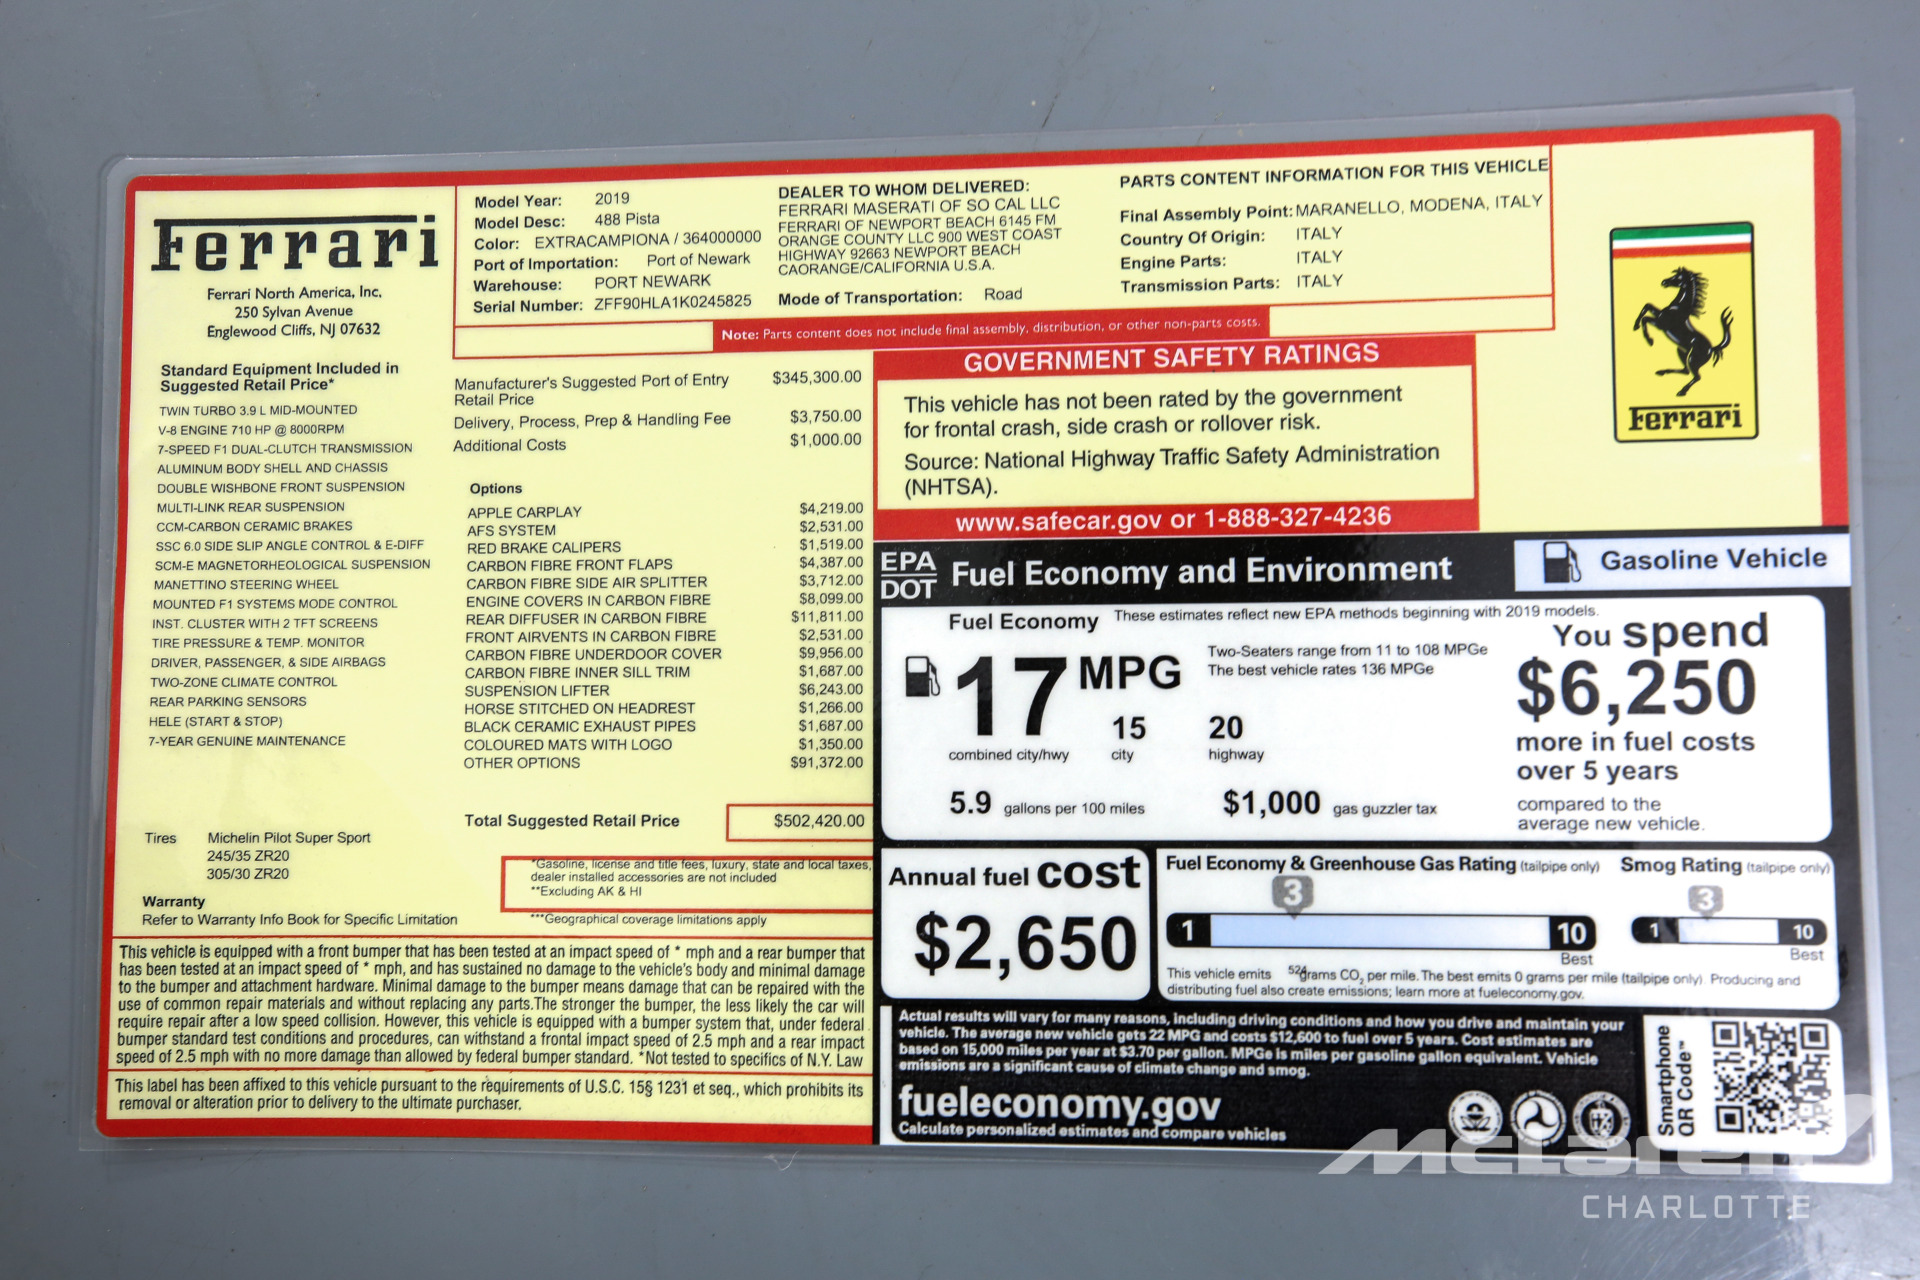 Ferrari
Ferrari North America, Inc.
250 Sylvan Avenue
Englewood Cliffs, NJ 07632
Standard Equipment Included in
Suggested Retail Price*
TWIN TURBO 3.9 L MID-MOUNTED
V-8 ENGINE 710 HP @ 8000RPM
7-SPEED F1 DUAL-CLUTCH TRANSMISSION
ALUMINUM BODY SHELL AND CHASSIS
DOUBLE WISHBONE FRONT SUSPENSION
MULTI-LINK REAR SUSPENSION
CCM-CARBON CERAMIC BRAKES
SSC 6.0 SIDE SLIP ANGLE CONTROL & E-DIFF
SCM-E MAGNETORHEOLOGICAL SUSPENSION
MANETTINO STEERING WHEEL
MOUNTED F1 SYSTEMS MODE CONTROL
INST. CLUSTER WITH 2 TFT SCREENS
TIRE PRESSURE & TEMP. MONITOR
DRIVER, PASSENGER, & SIDE AIRBAGS
TWO-ZONE CLIMATE CONTROL
REAR PARKING SENSORS
HELE (START & STOP)
7-YEAR GENUINE MAINTENANCE
Tires Michelin Pilot Super Sport
245/35 ZR20
305/30 ZR20
Warranty
Refer to Warranty Info Book for Specific Limitation
Model Year: 2019
Model Desc: 488 Pista
Color: EXTRACAMPIONA / 364000000
Port of Importation: Port of Newark
Warehouse: PORT NEWARK
Serial Number: ZFF90HLA1K0245825
DEALER TO WHOM DELIVERED:
FERRARI MASERATI OF SO CAL LLC
FERRARI OF NEWPORT BEACH 6145 FM
ORANGE COUNTY LLC 900 WEST COAST
HIGHWAY 92663 NEWPORT BEACH
CAORANGE/CALIFORNIA U.S.A.
Mode of Transportation: Road
PARTS CONTENT INFORMATION FOR THIS VEHICLE
Final Assembly Point: MARANELLO, MODENA, ITALY
Country Of Origin: ITALY
Engine Parts: ITALY
Transmission Parts: ITALY
Note: Parts content does not include final assembly, distribution, or other non-parts costs.
Ferrari
Manufacturer's Suggested Port of Entry
Retail Price $345,300.00
Delivery, Process, Prep & Handling Fee $3,750.00
Additional Costs $1,000.00
Options
APPLE CARPLAY $4,219.00
AFS SYSTEM $2,531.00
RED BRAKE CALIPERS $1,519.00
CARBON FIBRE FRONT FLAPS $4,387.00
CARBON FIBRE SIDE AIR SPLITTER $3,712.00
ENGINE COVERS IN CARBON FIBRE $8,099.00
REAR DIFFUSER IN CARBON FIBRE $11,811.00
FRONT AIRVENTS IN CARBON FIBRE $2,531.00
CARBON FIBRE UNDERDOOR COVER $9,956.00
CARBON FIBRE INNER SILL TRIM $1,687.00
SUSPENSION LIFTER $6,243.00
HORSE STITCHED ON HEADREST $1,266.00
BLACK CERAMIC EXHAUST PIPES $1,687.00
COLOURED MATS WITH LOGO $1,350.00
OTHER OPTIONS $91,372.00
Total Suggested Retail Price $502,420.00
*Gasoline, license and title fees, luxury, state and local taxes,
dealer installed accessories are not included
**Excluding AK & HI
***Geographical coverage limitations apply
This vehicle is equipped with a front bumper that has been tested at an impact speed of * mph and a rear bumper that
has been tested at an impact speed of * mph, and has sustained no damage to the vehicle's body and minimal damage
to the bumper and attachment hardware. Minimal damage to the bumper means damage that can be repaired with the
use of common repair materials and without replacing any parts.The stronger the bumper, the less likely the car will
require repair after a low speed collision. However, this vehicle is equipped with a bumper system that, under federal
bumper standard test conditions and procedures, can withstand a frontal impact speed of 2.5 mph and a rear impact
speed of 2.5 mph with no more damage than allowed by federal bumper standard. *Not tested to specifics of N.Y. Law
This label has been affixed to this vehicle pursuant to the requirements of U.S.C. 15§ 1231 et seq., which prohibits its
removal or alteration prior to delivery to the ultimate purchaser.
GOVERNMENT SAFETY RATINGS
This vehicle has not been rated by the government
for frontal crash, side crash or rollover risk.
Source: National Highway Traffic Safety Administration
(NHTSA).
www.safecar.gov or 1-888-327-4236
EPA
DOT
Fuel Economy and Environment
Gasoline Vehicle
Fuel Economy
These estimates reflect new EPA methods beginning with 2019 models.
17 MPG
combined city/hwy
15
city
20
highway
Two-Seaters range from 11 to 108 MPGe
The best vehicle rates 136 MPGe
5.9 gallons per 100 miles
$1,000 gas guzzler tax
You spend
$6,250
more in fuel costs
over 5 years
compared to the
average new vehicle.
Annual fuel cost
$2,650
Fuel Economy & Greenhouse Gas Rating (tailpipe only)
3
1 10
Best
Smog Rating (tailpipe only)
3
1 10
Best
This vehicle emits 524 grams CO2 per mile. The best emits 0 grams per mile (tailpipe only). Producing and
distributing fuel also create emissions; learn more at fueleconomy.gov.
Actual results will vary for many reasons, including driving conditions and how you drive and maintain your
vehicle. The average new vehicle gets 22 MPG and costs $12,600 to fuel over 5 years. Cost estimates are
based on 15,000 miles per year at $3.70 per gallon. MPGe is miles per gasoline gallon equivalent. Vehicle
emissions are a significant cause of climate change and smog.
fueleconomy.gov
Calculate personalized estimates and compare vehicles
Smartphone
QR Code™
McLaren
CHARLOTTE